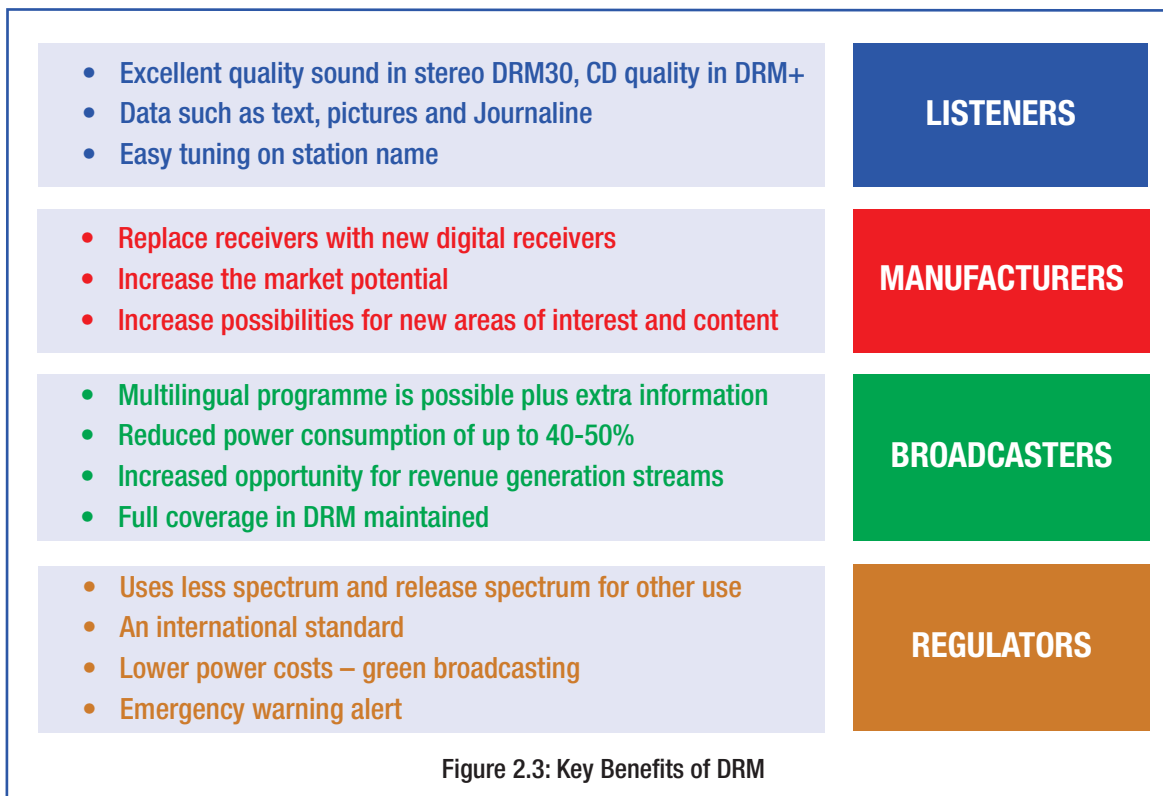 • Excellent quality sound in stereo DRM30, CD quality in DRM+
• Data such as text, pictures and Journaline
• Easy tuning on station name
LISTENERS
• Replace receivers with new digital receivers
• Increase the market potential
• Increase possibilities for new areas of interest and content
MANUFACTURERS
• Multilingual programme is possible plus extra information
• Reduced power consumption of up to 40-50%
• Increased opportunity for revenue generation streams
• Full coverage in DRM maintained
BROADCASTERS
• Uses less spectrum and release spectrum for other use
• An international standard
• Lower power costs – green broadcasting
• Emergency warning alert
REGULATORS
Figure 2.3: Key Benefits of DRM